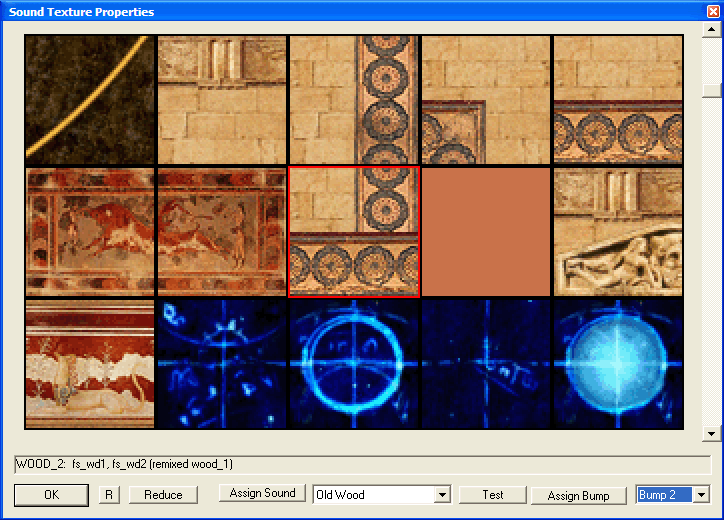 Sound Texture Properties
WOOD_2: fs_wd1, fs_wd2 (remixed wood_1)
OK R Reduce Assign Sound Old Wood Test Assign Bump Bump 2